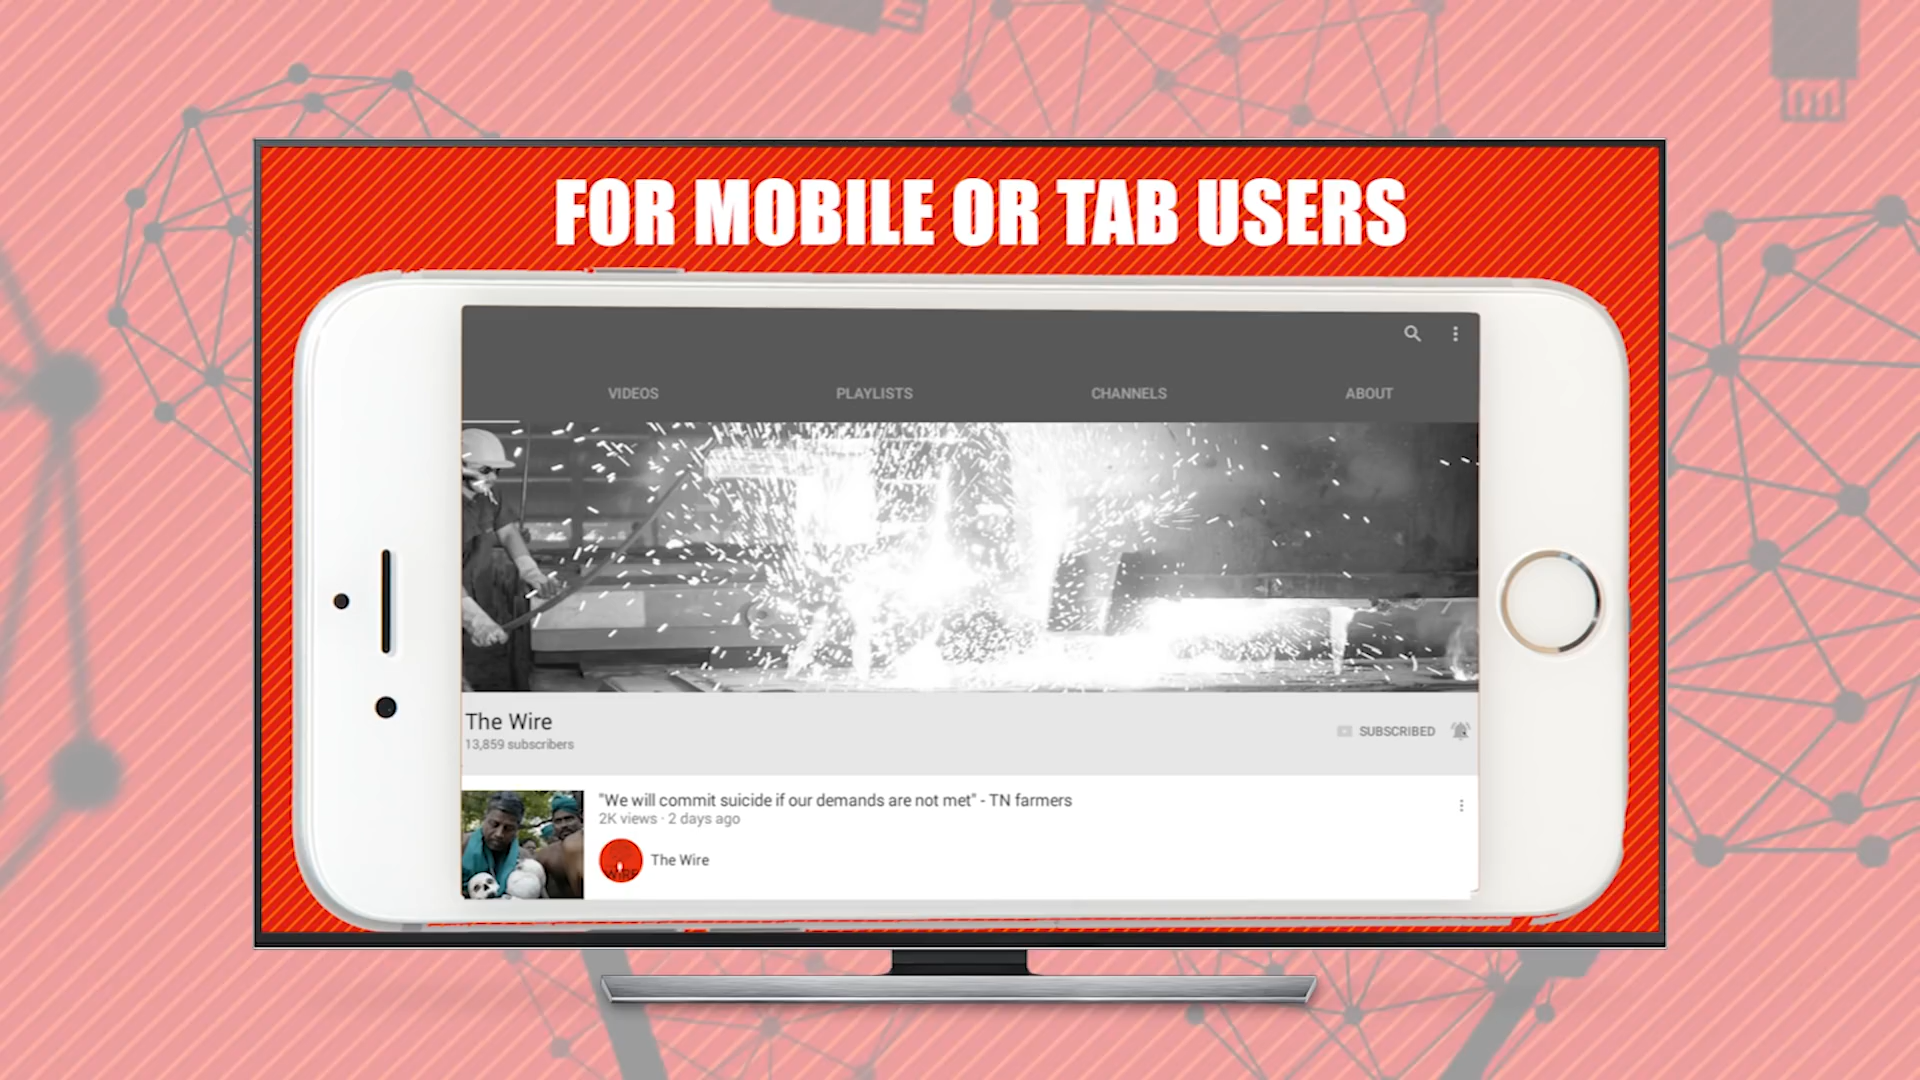 FOR MOBILE OR TAB USERS
VIDEOS PLAYLISTS CHANNELS ABOUT
The Wire
13,859 subscribers
SUBSCRIBED
"We will commit suicide if our demands are not met" - TN farmers
2K views · 2 days ago
WIRE
The Wire